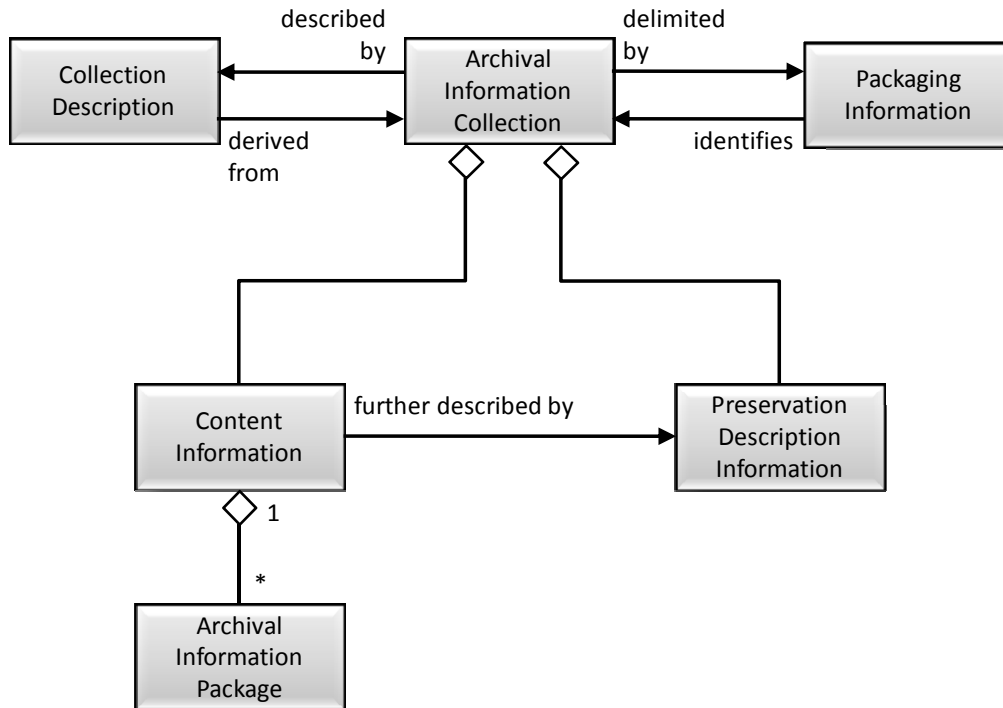 Collection
Description
described
by
derived
from
Archival
Information
Collection
delimited
by
identifies
Packaging
Information
Content
Information
further described by
Preservation
Description
Information
1
*
Archival
Information
Package